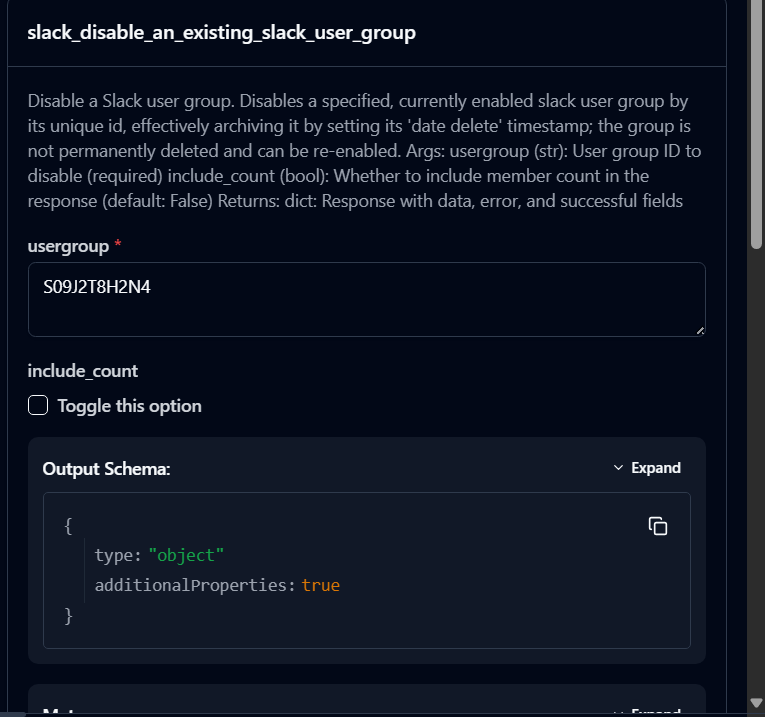 slack_disable_an_existing_slack_user_group
Disable a Slack user group. Disables a specified, currently enabled slack user group by
its unique id, effectively archiving it by setting its 'date delete' timestamp; the group is
not permanently deleted and can be re-enabled. Args: usergroup (str): User group ID to
disable (required) include_count (bool): Whether to include member count in the
response (default: False) Returns: dict: Response with data, error, and successful fields
usergroup *
S09J2T8H2N4
include_count
Toggle this option
Output Schema:
Expand
{
type: "object"
additionalProperties: true
}
Expand